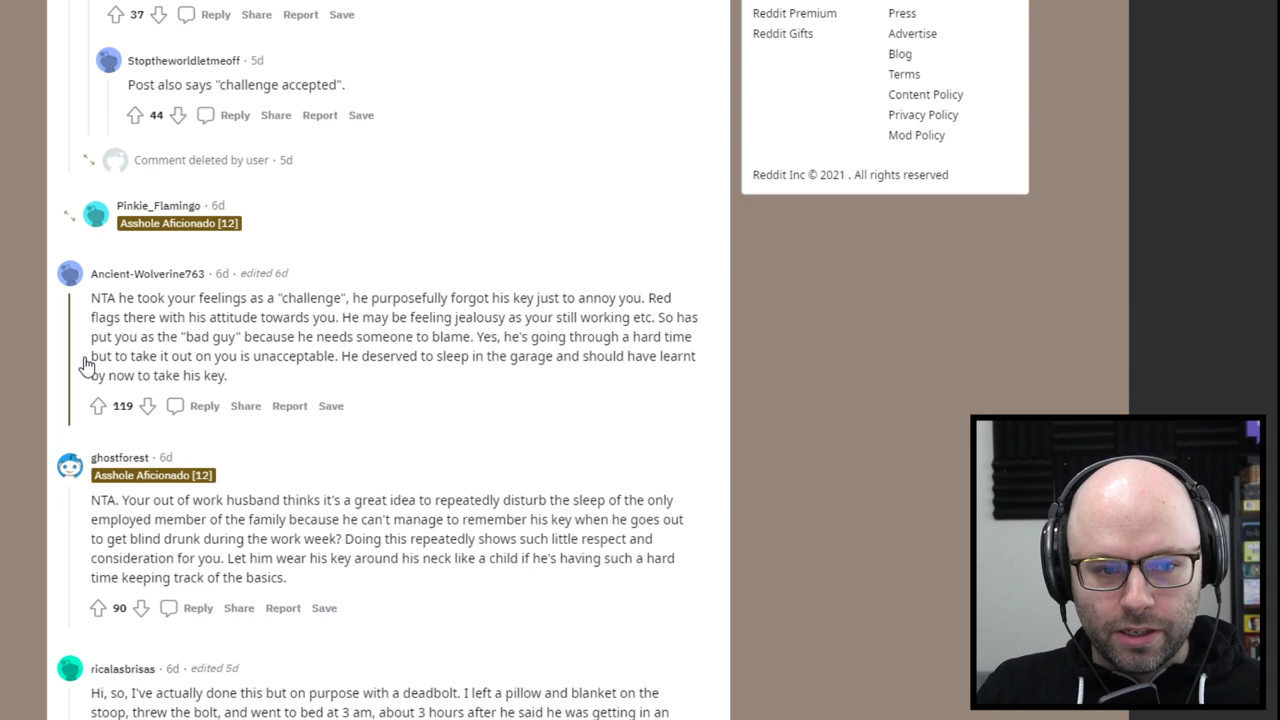 37 Reply Share Report Save
Stoptheworldletmeoff · 5d
Post also says "challenge accepted".
44 Reply Share Report Save
Comment deleted by user · 5d
Pinkie_Flamingo · 6d
Asshole Aficionado [12]
Ancient-Wolverine763 · 6d · edited 6d
NTA he took your feelings as a "challenge", he purposefully forgot his key just to annoy you. Red
flags there with his attitude towards you. He may be feeling jealousy as your still working etc. So has
put you as the "bad guy" because he needs someone to blame. Yes, he's going through a hard time
but to take it out on you is unacceptable. He deserved to sleep in the garage and should have learnt
by now to take his key.
119 Reply Share Report Save
ghostforest · 6d
Asshole Aficionado [12]
NTA. Your out of work husband thinks it's a great idea to repeatedly disturb the sleep of the only
employed member of the family because he can't manage to remember his key when he goes out
to get blind drunk during the work week? Doing this repeatedly shows such little respect and
consideration for you. Let him wear his key around his neck like a child if he's having such a hard
time keeping track of the basics.
90 Reply Share Report Save
ricalasbrisas · 6d · edited 5d
Hi, so, I've actually done this but on purpose with a deadbolt. I left a pillow and blanket on the
stoop, threw the bolt, and went to bed at 3 am, about 3 hours after he said he was getting in an
Reddit Premium
Reddit Gifts
Press
Advertise
Blog
Terms
Content Policy
Privacy Policy
Mod Policy
Reddit Inc © 2021 . All rights reserved